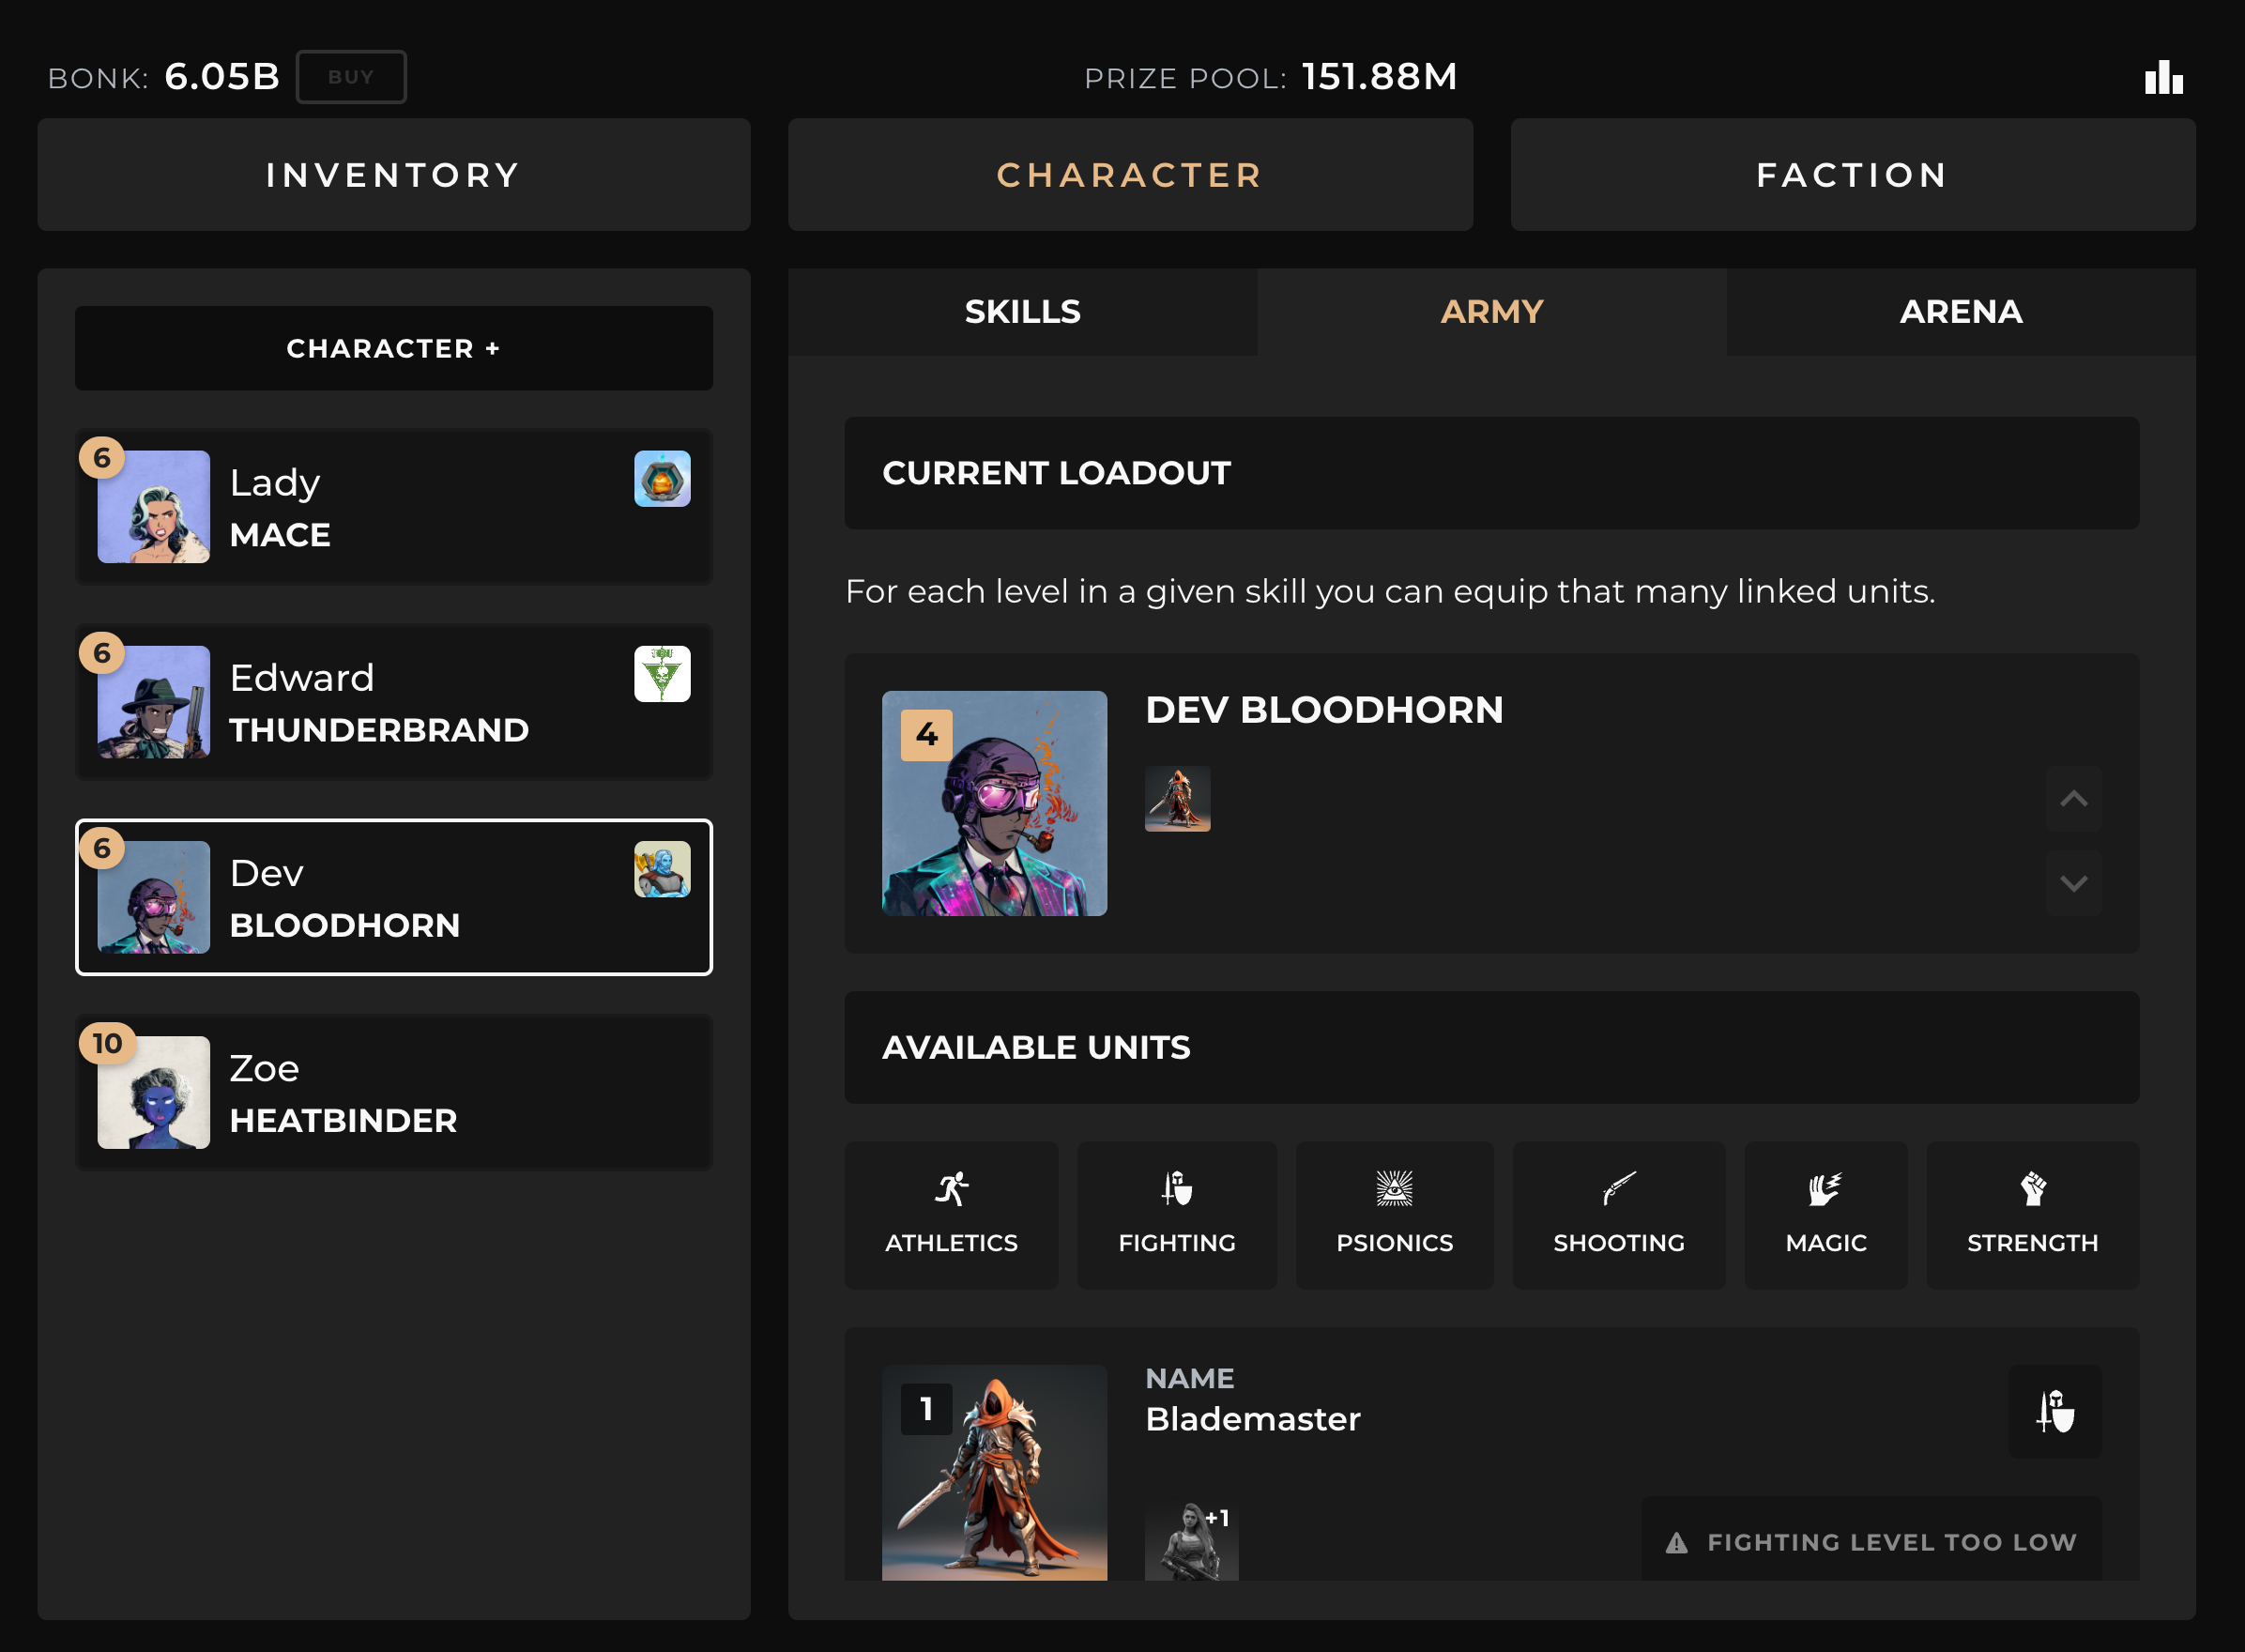 BONK: 6.05B BUY
PRIZE POOL: 151.88M
INVENTORY
CHARACTER
FACTION
CHARACTER +
6
Lady
MACE
6
Edward
THUNDERBRAND
6
Dev
BLOODHORN
10
Zoe
HEATBINDER
SKILLS
ARMY
ARENA
CURRENT LOADOUT
For each level in a given skill you can equip that many linked units.
4
DEV BLOODHORN
AVAILABLE UNITS
ATHLETICS
FIGHTING
PSIONICS
SHOOTING
MAGIC
STRENGTH
1
NAME
Blademaster
+1
FIGHTING LEVEL TOO LOW